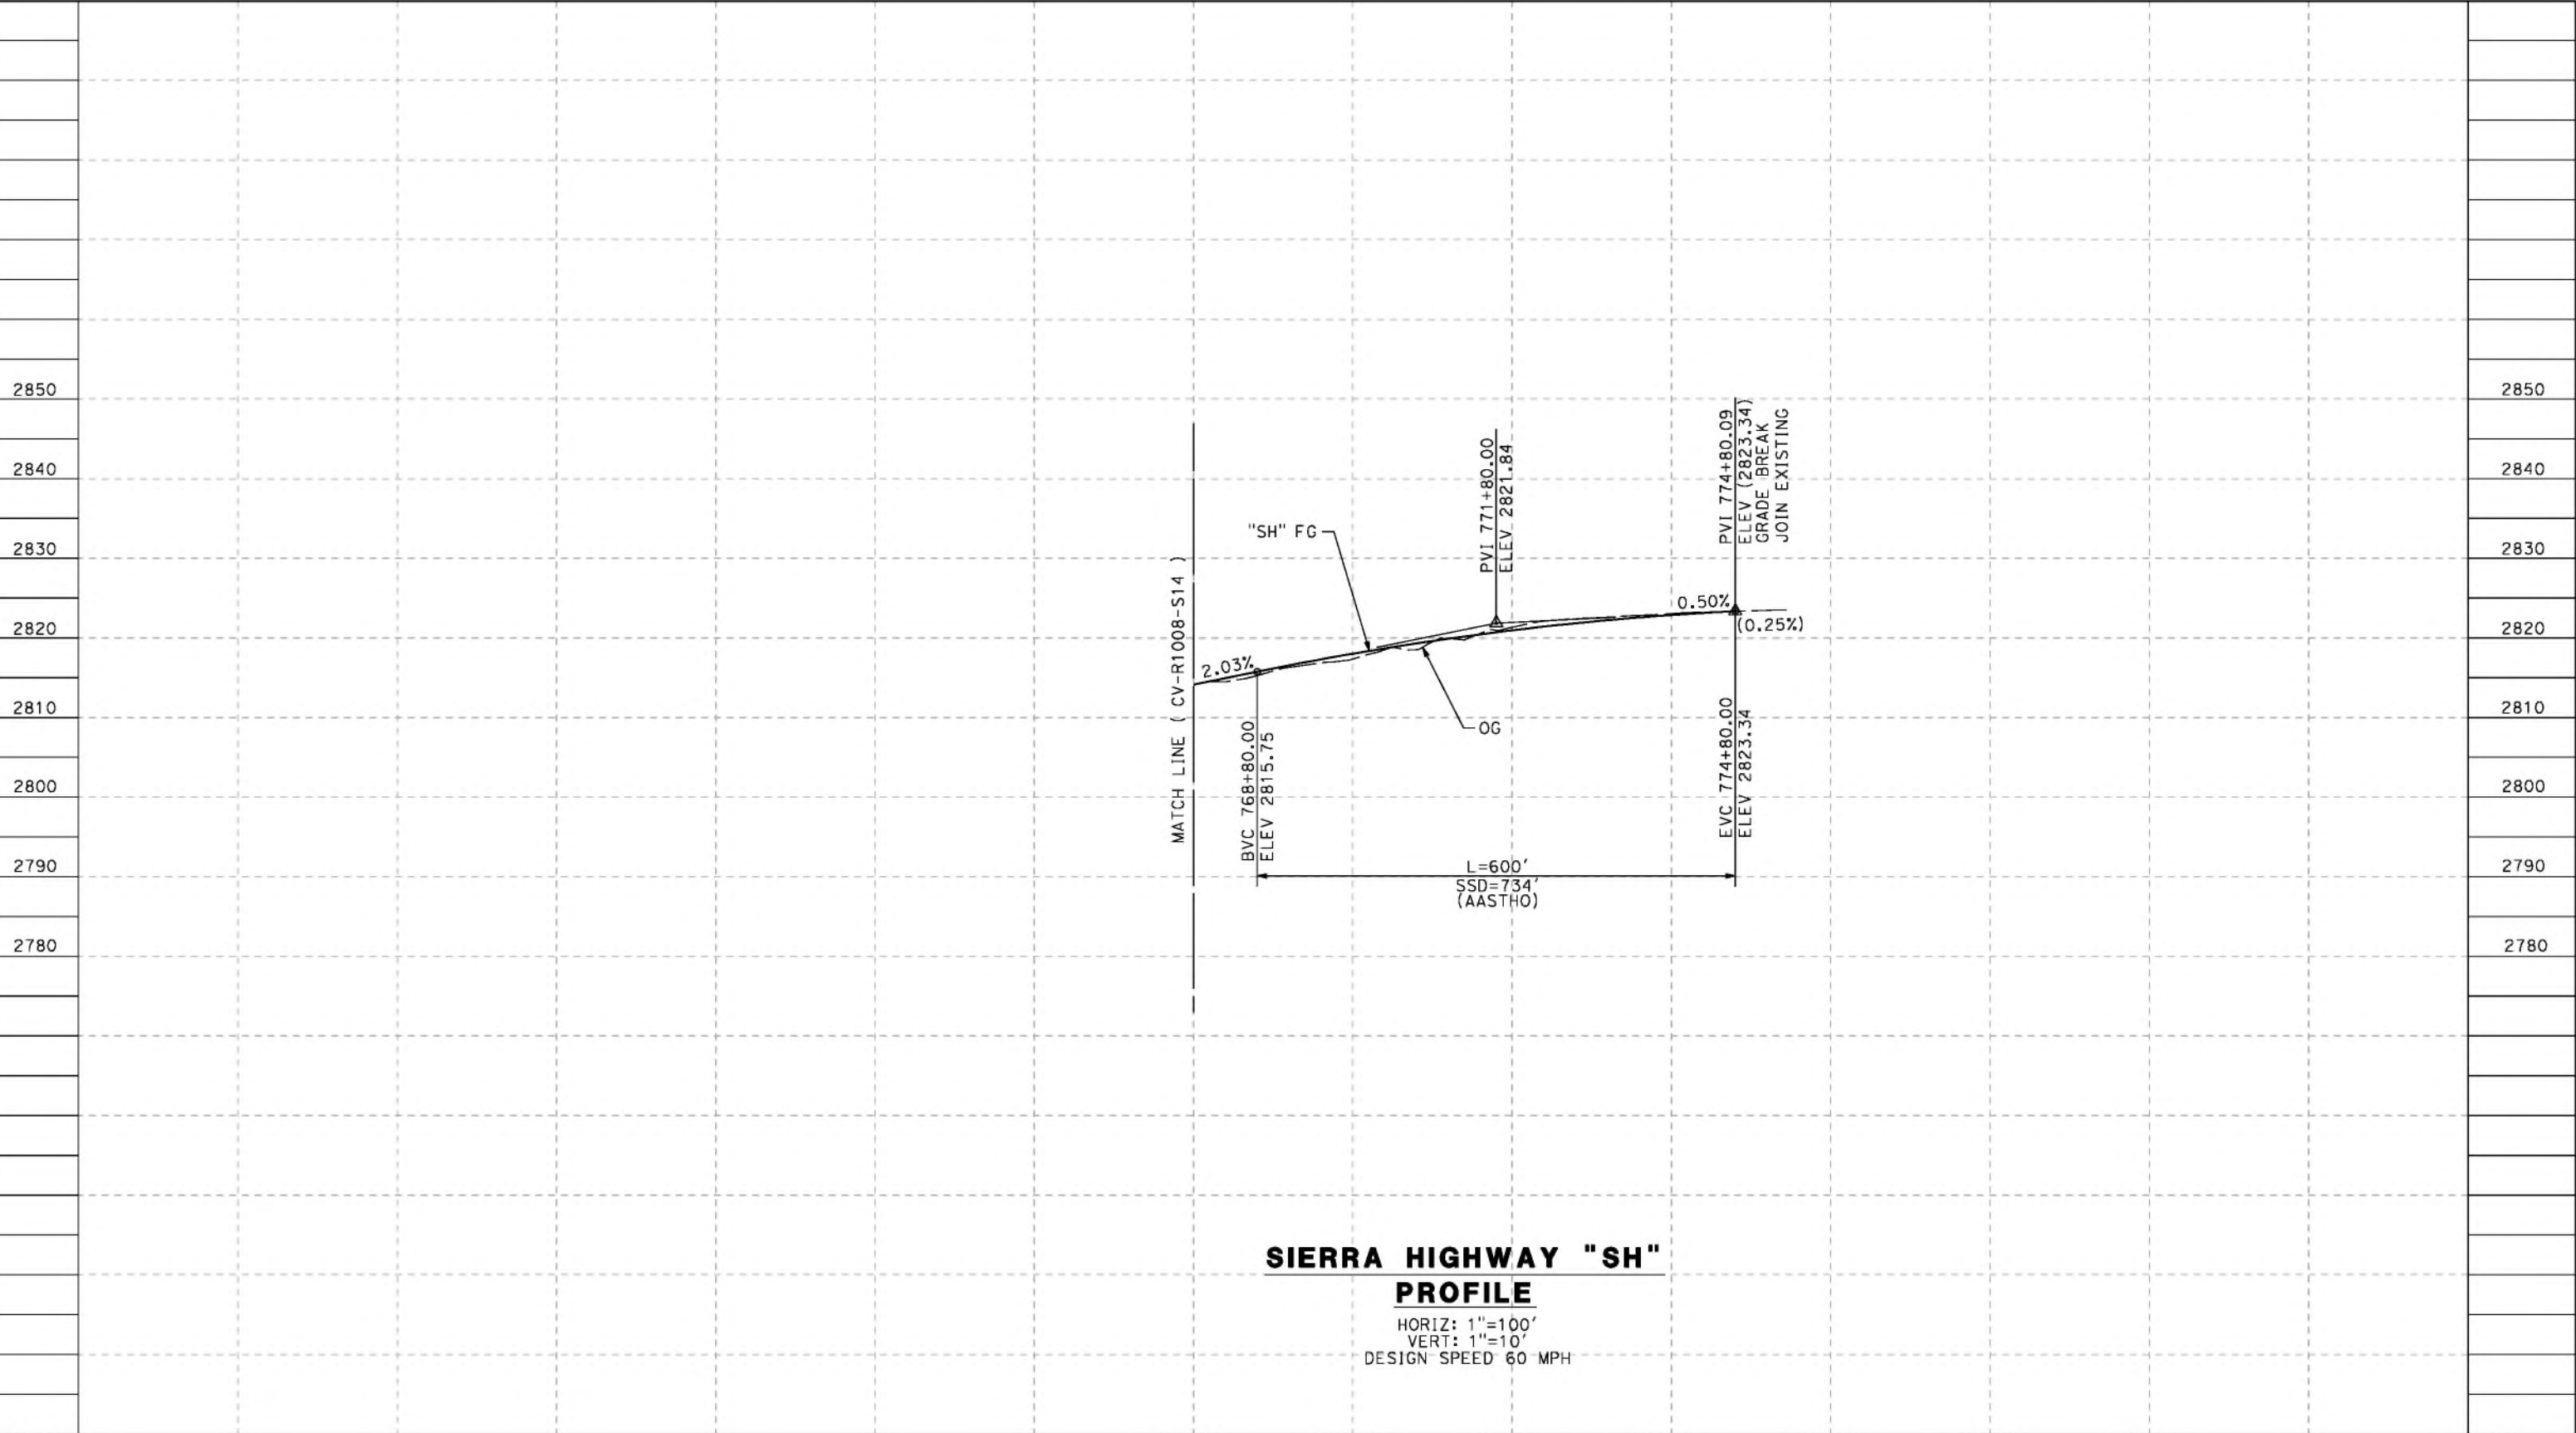 2850
2840
2830
2820
2810
2800
2790
2780
MATCH LINE ( CV-R1008-S14 )
2.03%
BVC 768+80.00
ELEV 2815.75
"SH" FG
OG
PVI 771+80.00
ELEV 2821.84
0.50%
(0.25%)
PVI 774+80.09
ELEV (2823.34)
GRADE BREAK
JOIN EXISTING
EVC 774+80.00
ELEV 2823.34
L=600'
SSD=734'
(AASTHO)
2850
2840
2830
2820
2810
2800
2790
2780
SIERRA HIGHWAY "SH"
PROFILE
HORIZ: 1"=100'
VERT: 1"=10'
DESIGN SPEED 60 MPH